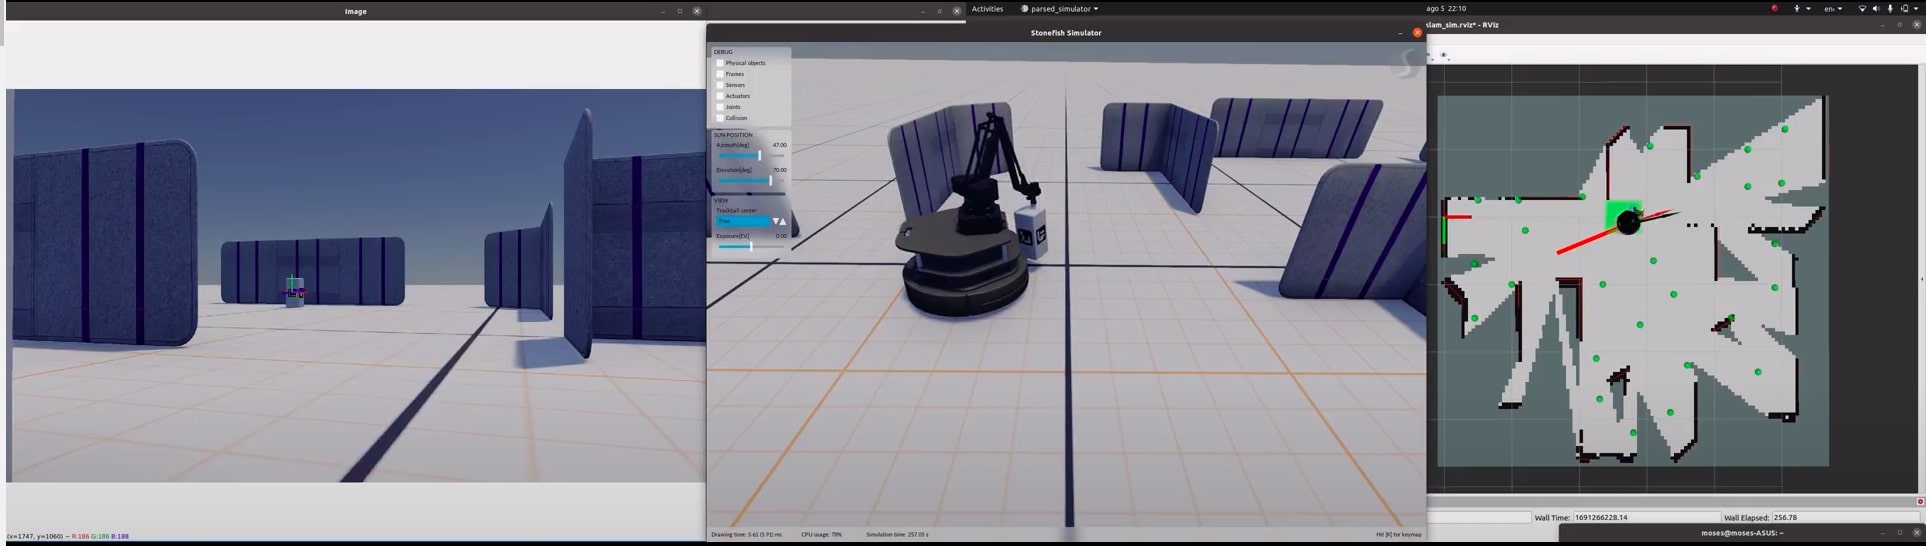 Image
Activities
parsed_simulator
ago 5 22:10
en
slam_sim.rviz* - RViz
Stonefish Simulator
DEBUG
Physical objects
Frames
Sensors
Actuators
Joints
Collision
SUN POSITION
Azimuth[deg] 47.00
Elevation[deg] 70.00
VIEW
Trackball center
Free
Exposure[EV] 0.00
(x=1747, y=1060) ~ R:186 G:186 B:188
Drawing time: 5.61 (5.91) ms
CPU usage: 78%
Simulation time: 257.05 s
Hit [K] for keymap
Wall Time: 1691266228.14
Wall Elapsed: 256.78
moses@moses-ASUS: ~